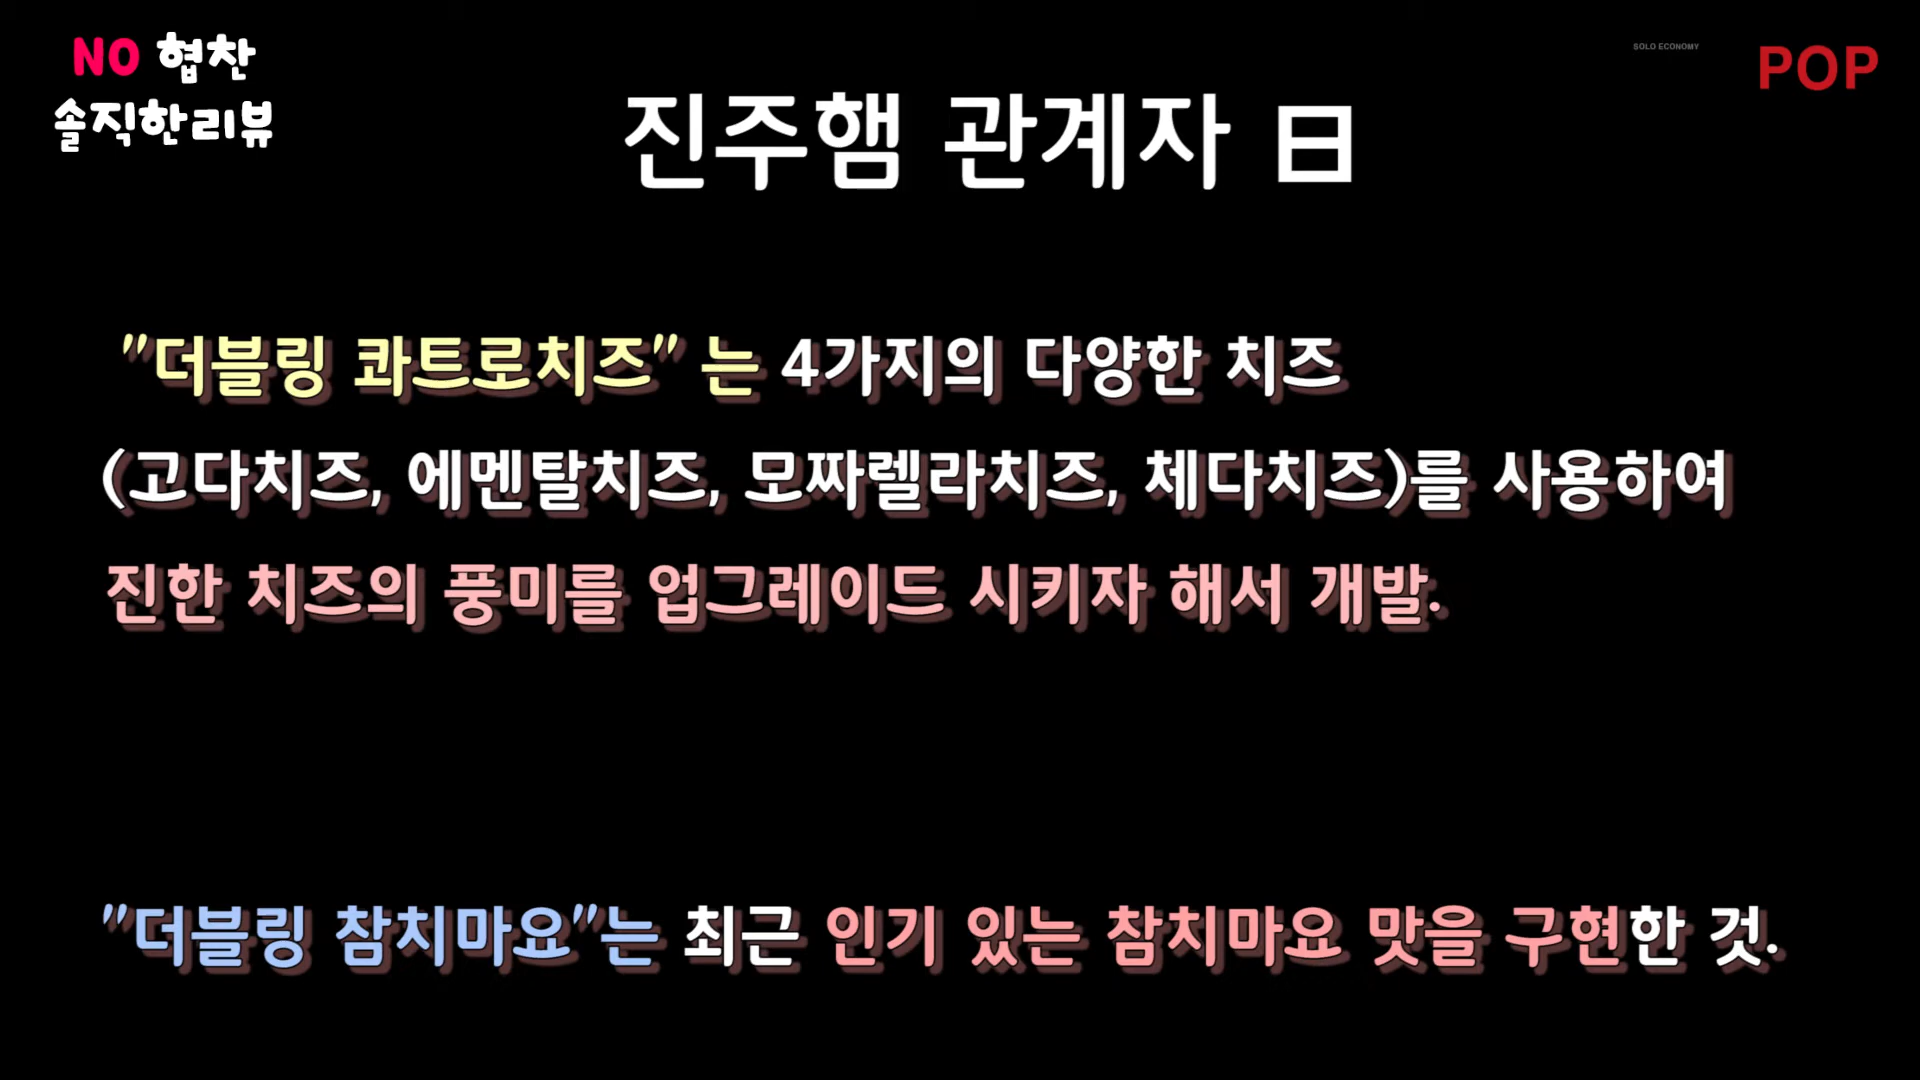 NO 협찬
솔직한리뷰
SOLO ECONOMY
POP
진주햄 관계자 日
"더블링 콰트로치즈" 는 4가지의 다양한 치즈
(고다치즈, 에멘탈치즈, 모짜렐라치즈, 체다치즈)를 사용하여
진한 치즈의 풍미를 업그레이드 시키자 해서 개발.
"더블링 참치마요"는 최근 인기 있는 참치마요 맛을 구현한 것.